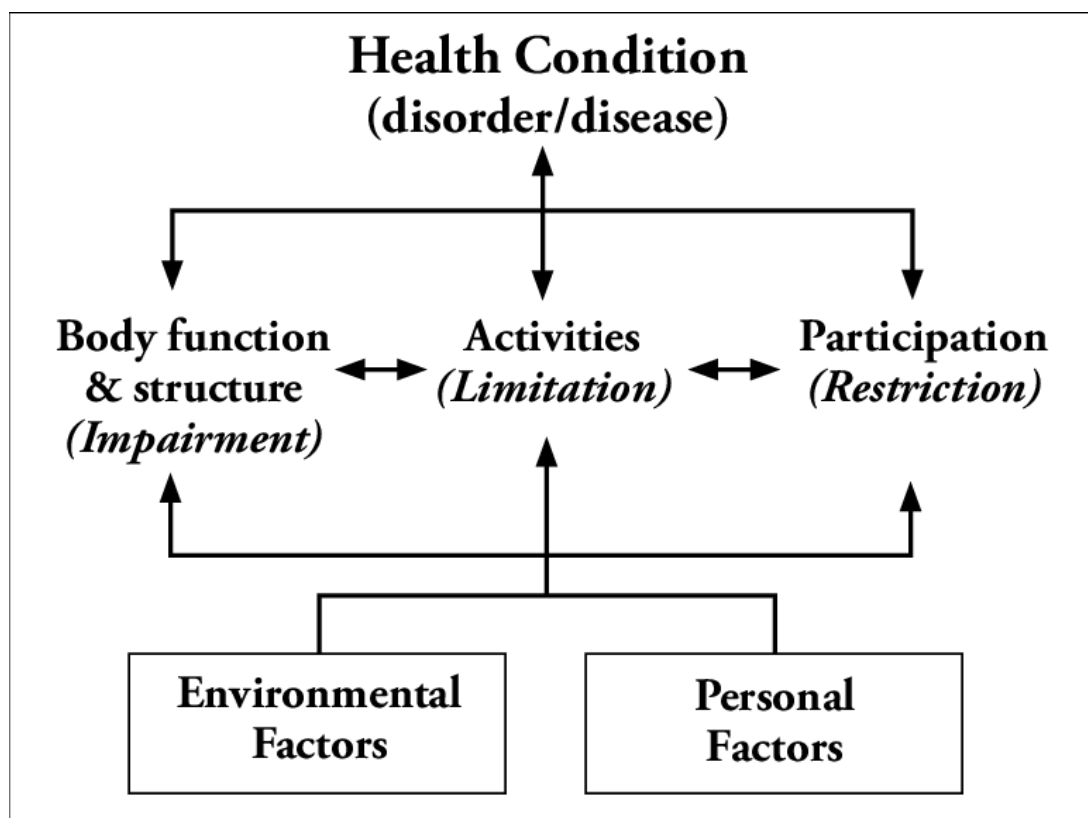 Health Condition
(disorder/disease)
Body function
& structure
(Impairment)
Activities
(Limitation)
Participation
(Restriction)
Environmental
Factors
Personal
Factors